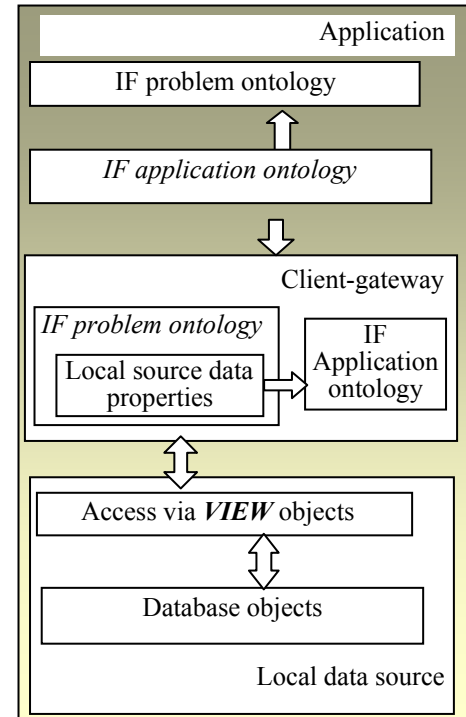 Application
IF problem ontology
IF application ontology
Client-gateway
IF problem ontology
Local source data
properties
IF
Application
ontology
Access via VIEW objects
Database objects
Local data source